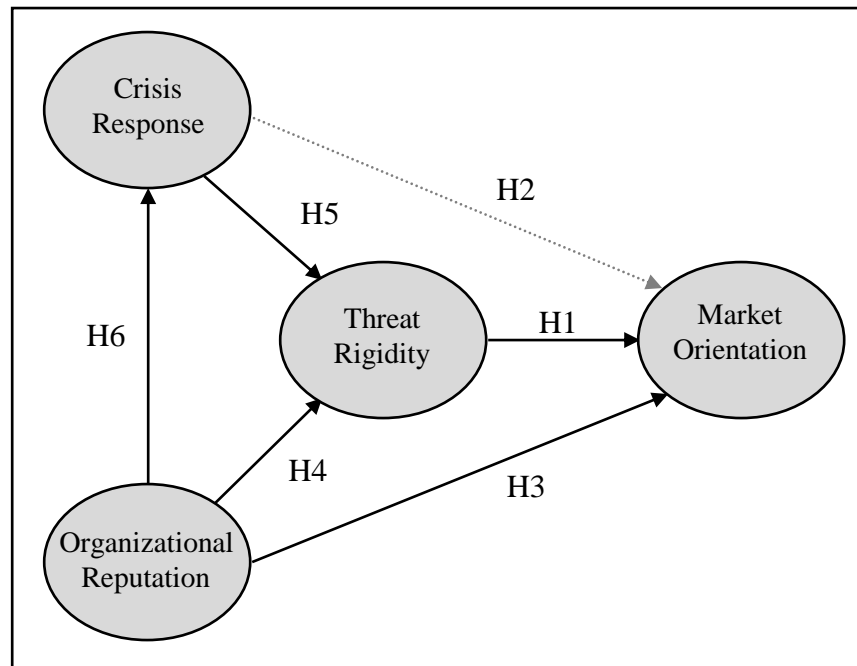 Crisis
Response
H2
H5
Threat
Rigidity
H1
Market
Orientation
H6
H4
H3
Organizational
Reputation